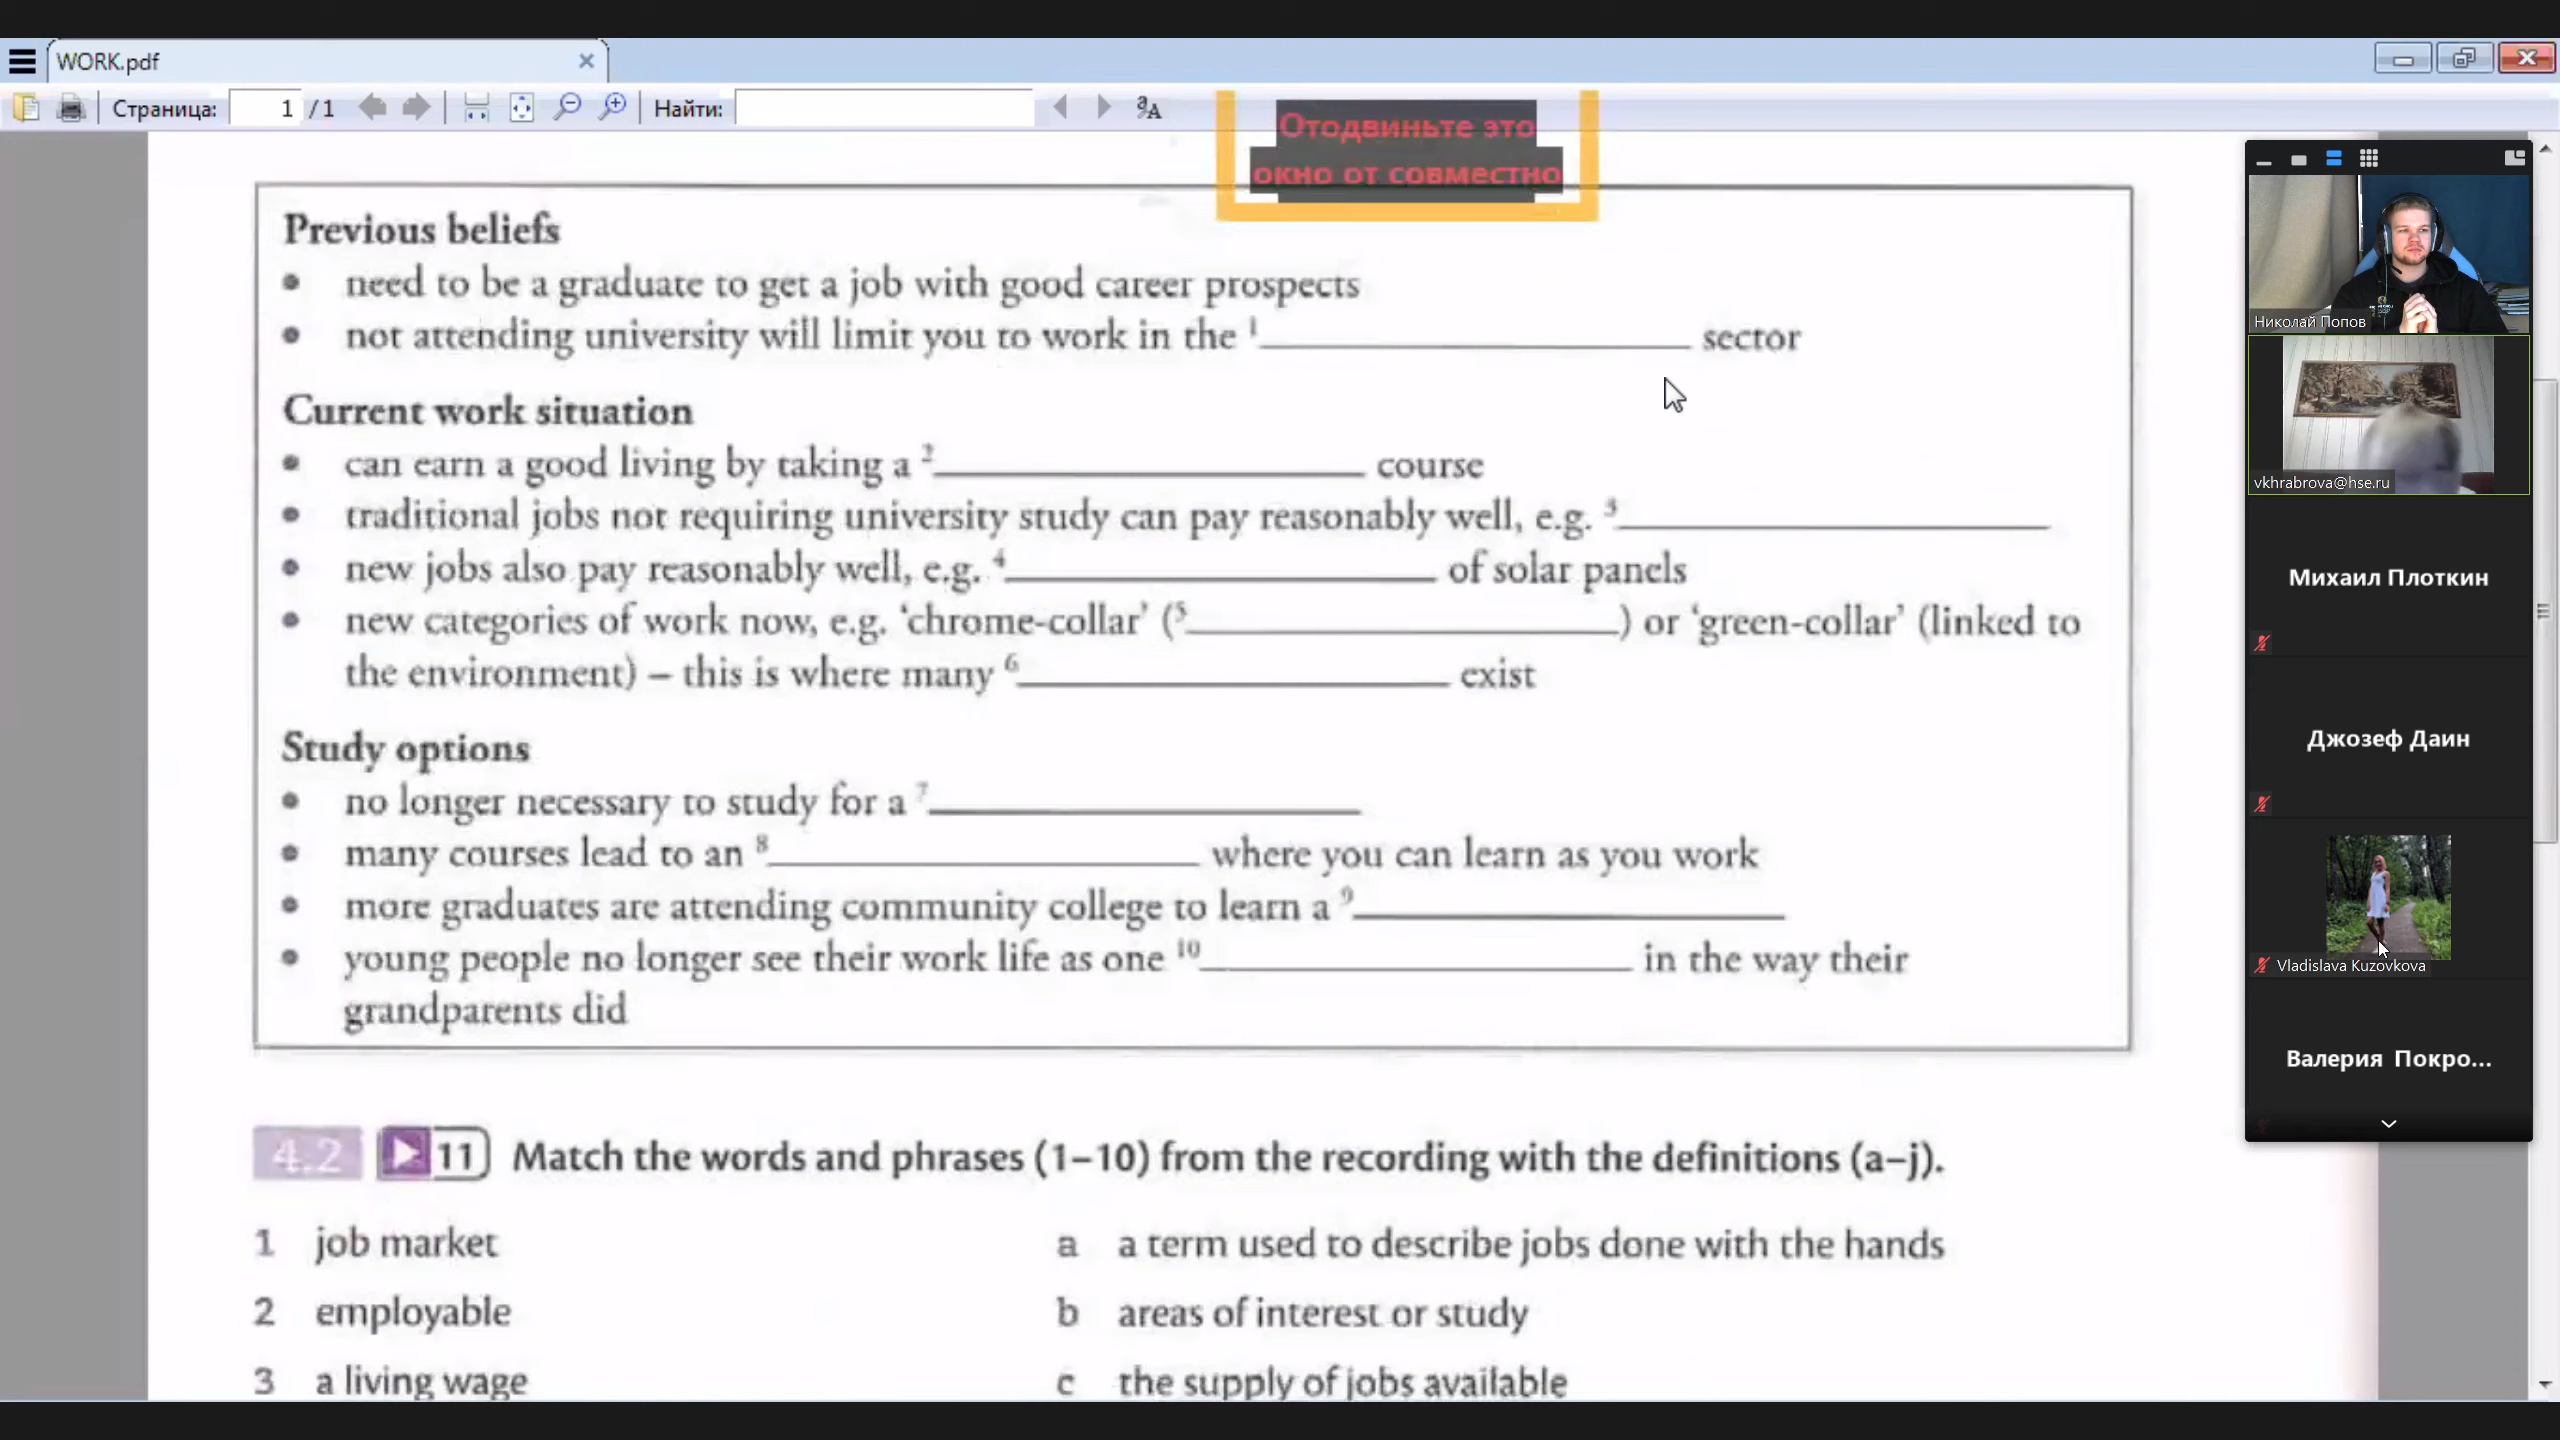 WORK.pdf
Страница: 1 / 1 Найти:
Отодвиньте это
окно от совместно
Previous beliefs
• need to be a graduate to get a job with good career prospects
• not attending university will limit you to work in the 1 ____ sector
Current work situation
• can earn a good living by taking a 2 ____ course
• traditional jobs not requiring university study can pay reasonably well, e.g. 3 ____
• new jobs also pay reasonably well, e.g. 4 ____ of solar panels
• new categories of work now, e.g. ‘chrome-collar’ (5 ____) or ‘green-collar’ (linked to
the environment) – this is where many 6 ____ exist
Study options
• no longer necessary to study for a 7 ____
• many courses lead to an 8 ____ where you can learn as you work
• more graduates are attending community college to learn a 9 ____
• young people no longer see their work life as one 10 ____ in the way their
grandparents did
4.2 11 Match the words and phrases (1–10) from the recording with the definitions (a–j).
1 job market a a term used to describe jobs done with the hands
2 employable b areas of interest or study
3 a living wage c the supply of jobs available
Николай Попов
vkhrabrova@hse.ru
Михаил Плоткин
Джозеф Даин
Vladislava Kuzovkova
Валерия Покро...